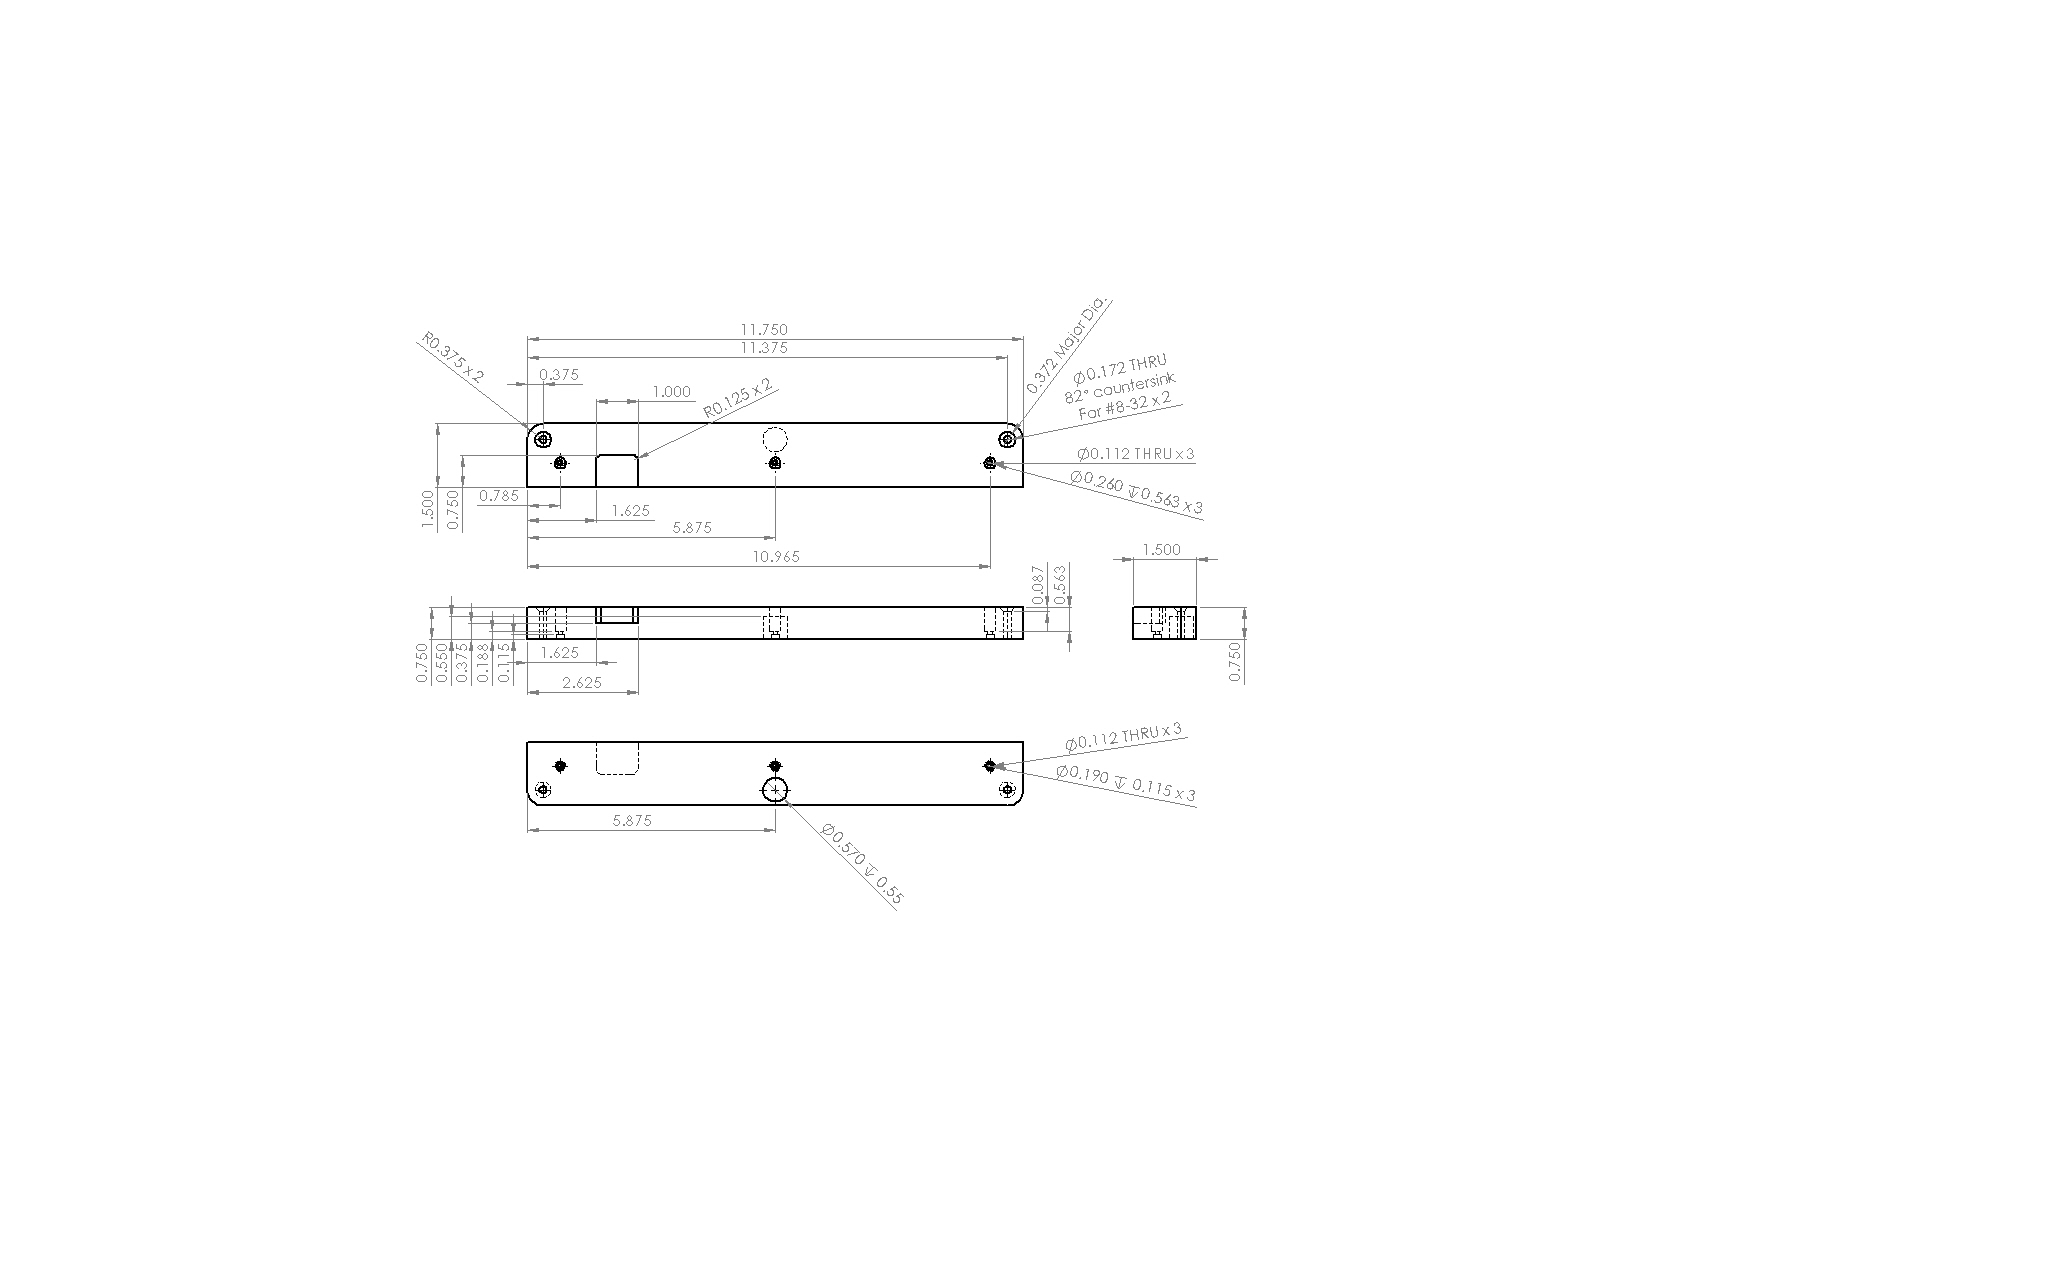 11.750
11.375
0.375
1.000
R0.375 x 2
R0.125 x 2
0.372 Major Dia.
Ø0.172 THRU
82° countersink
For #8-32 x 2
Ø0.112 THRU x 3
Ø0.260 ↧0.563 x 3
1.500
0.750
0.785
1.625
5.875
10.965
0.087
0.563
1.500
0.750
0.550
0.375
0.188
0.115
1.625
2.625
0.750
Ø0.112 THRU x 3
Ø0.190 ↧ 0.115 x 3
5.875
Ø0.570 ↧ 0.55